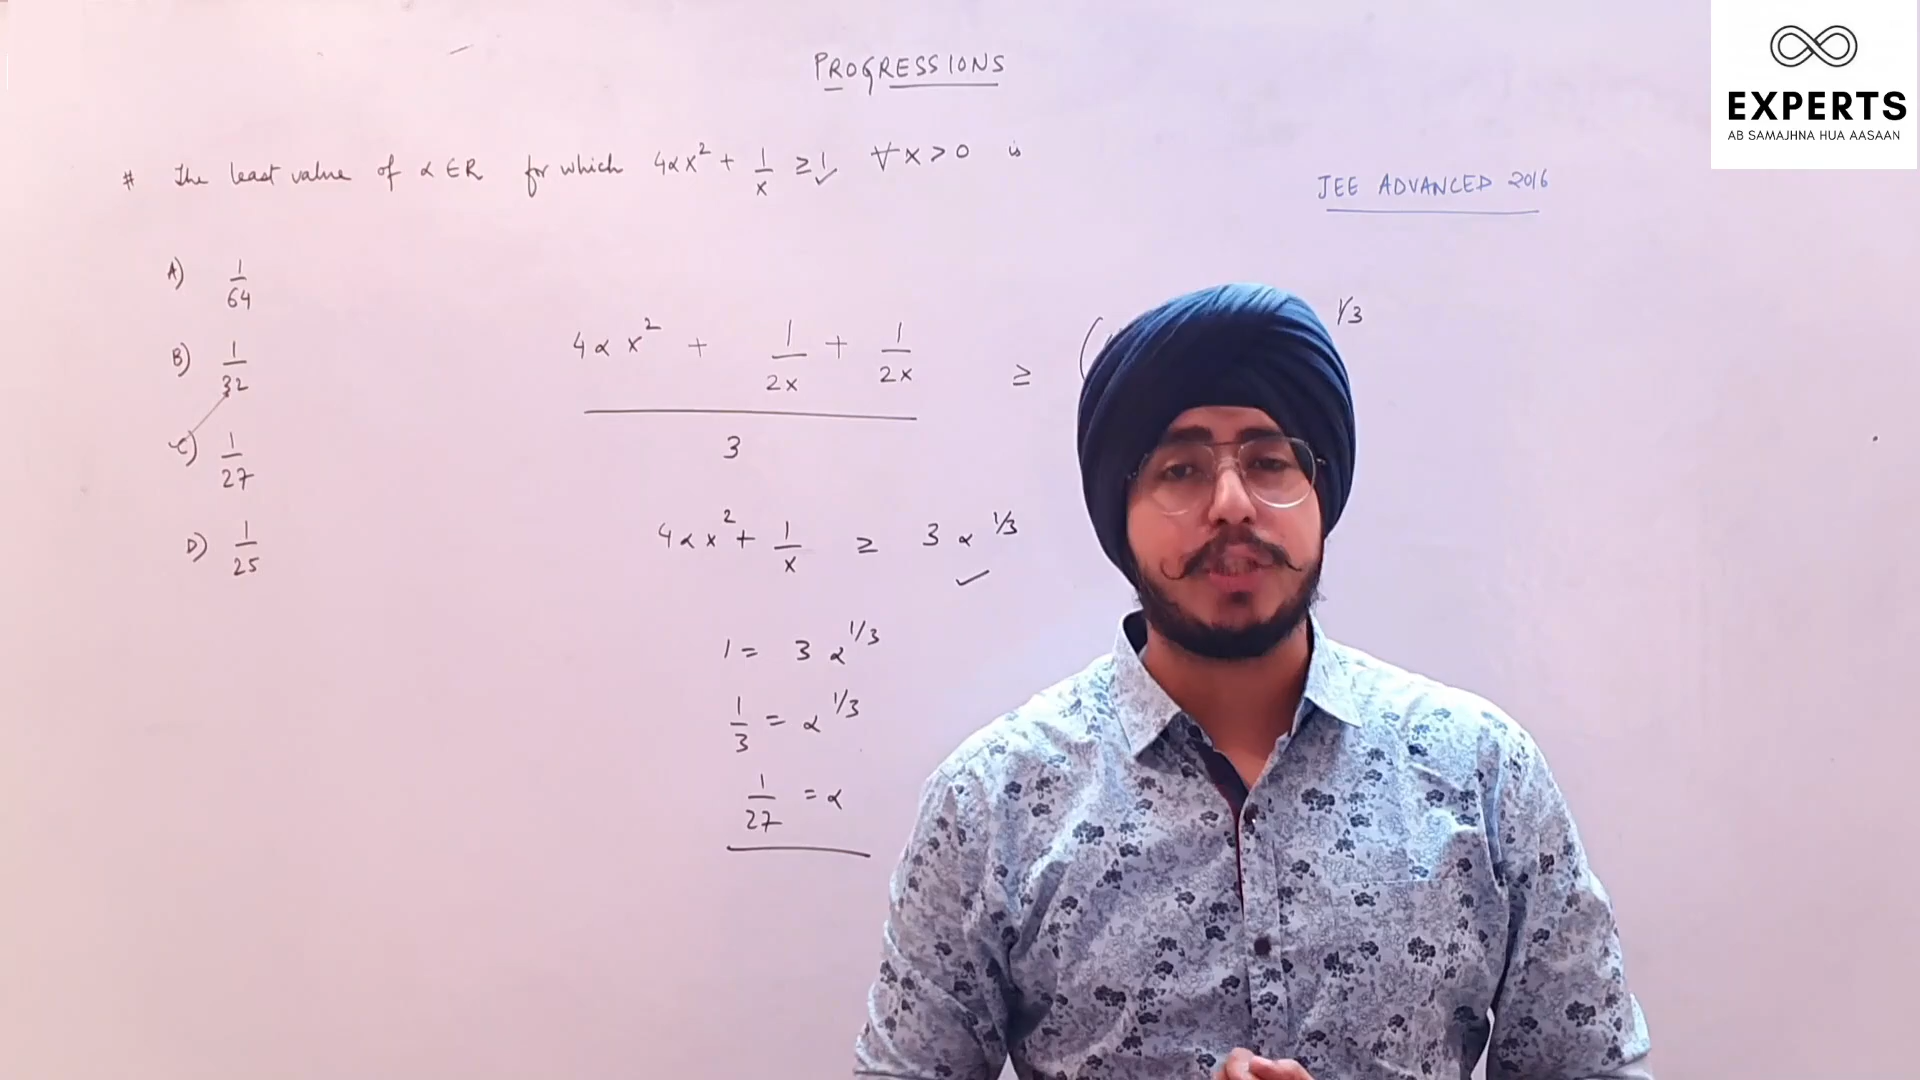 PROGRESSIONS
EXPERTS
AB SAMAJHNA HUA AASAAN
# The least value of α ∈ R for which 4αx² + 1/x ≥ 1 ∀ x > 0 is
JEE ADVANCED 2016
A) 1/64
B) 1/32
C) 1/27
D) 1/25
(4αx² + 1/2x + 1/2x)/3 ≥ ( 1/3
4αx² + 1/x ≥ 3α^1/3
1 = 3α^1/3
1/3 = α^1/3
1/27 = α